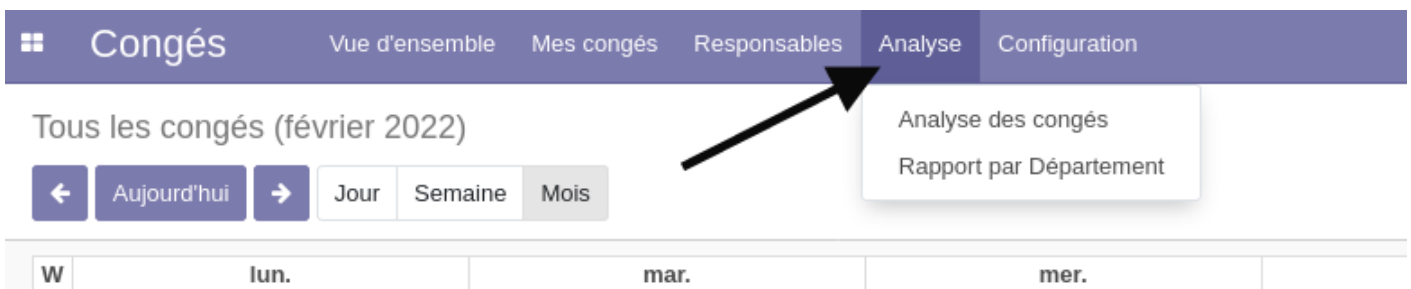 Congés Vue d'ensemble Mes congés Responsables Analyse Configuration
Tous les congés (février 2022)
Analyse des congés
Rapport par Département
Aujourd'hui Jour Semaine Mois
W lun. mar. mer.